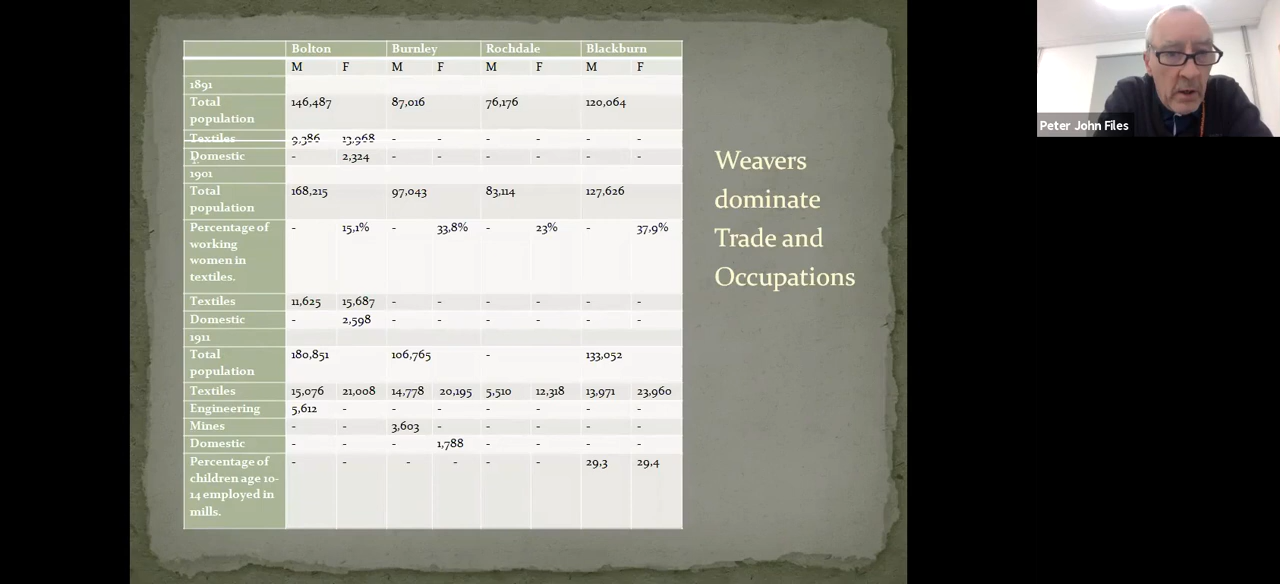 Bolton Burnley Rochdale Blackburn
M F M F M F M F
1891
Total population 146,487 87,016 76,176 120,064
Textiles 9,386 13,968 - - - - - -
Domestic - 2,324 - - - - - -
1901
Total population 168,215 97,043 83,114 127,626
Percentage of working women in textiles. - 15,1% - 33,8% - 23% - 37,9%
Textiles 11,625 15,687 - - - - - -
Domestic - 2,598 - - - - - -
1911
Total population 180,851 106,765 - 133,052
Textiles 15,076 21,008 14,778 20,195 5,510 12,318 13,971 23,960
Engineering 5,612 - - - - - - -
Mines - - 3,603 - - - - -
Domestic - - - 1,788 - - - -
Percentage of children age 10-14 employed in mills. - - - - - - 29,3 29,4
Weavers
dominate
Trade and
Occupations
Peter John Files